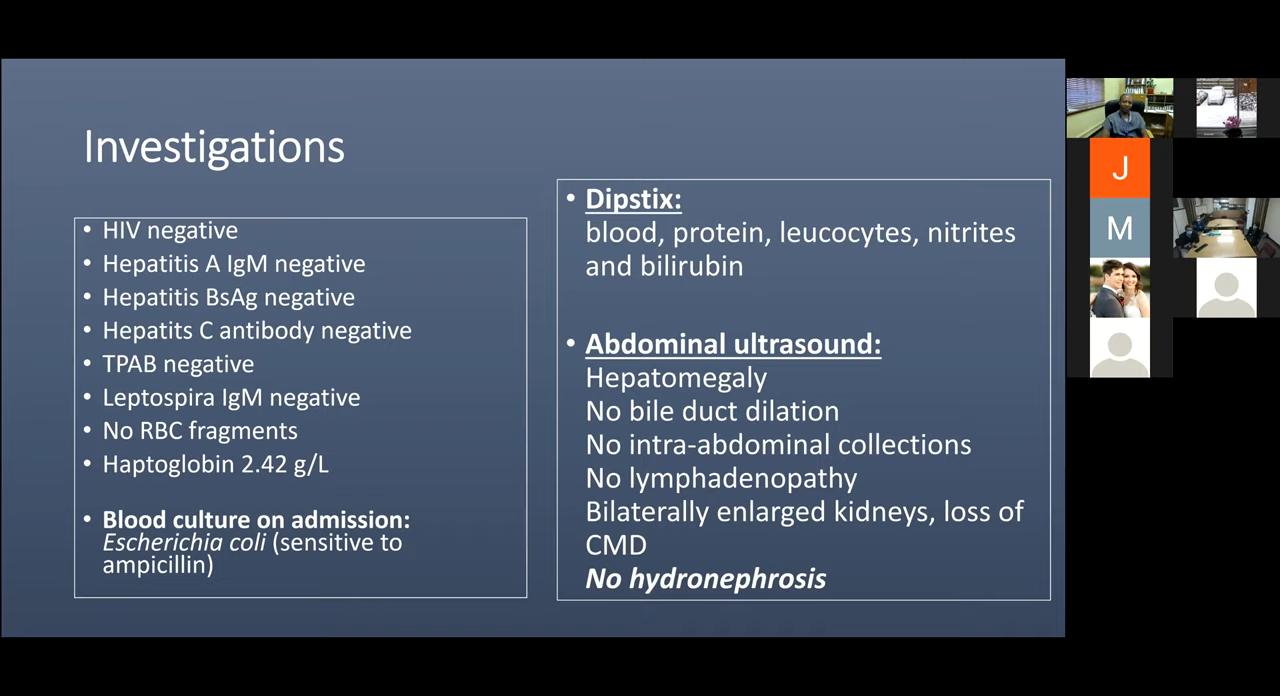 Investigations
• HIV negative
• Hepatitis A IgM negative
• Hepatitis BsAg negative
• Hepatits C antibody negative
• TPAB negative
• Leptospira IgM negative
• No RBC fragments
• Haptoglobin 2.42 g/L
• Blood culture on admission:
Escherichia coli (sensitive to
ampicillin)
• Dipstix:
blood, protein, leucocytes, nitrites
and bilirubin
• Abdominal ultrasound:
Hepatomegaly
No bile duct dilation
No intra-abdominal collections
No lymphadenopathy
Bilaterally enlarged kidneys, loss of
CMD
No hydronephrosis
J
M